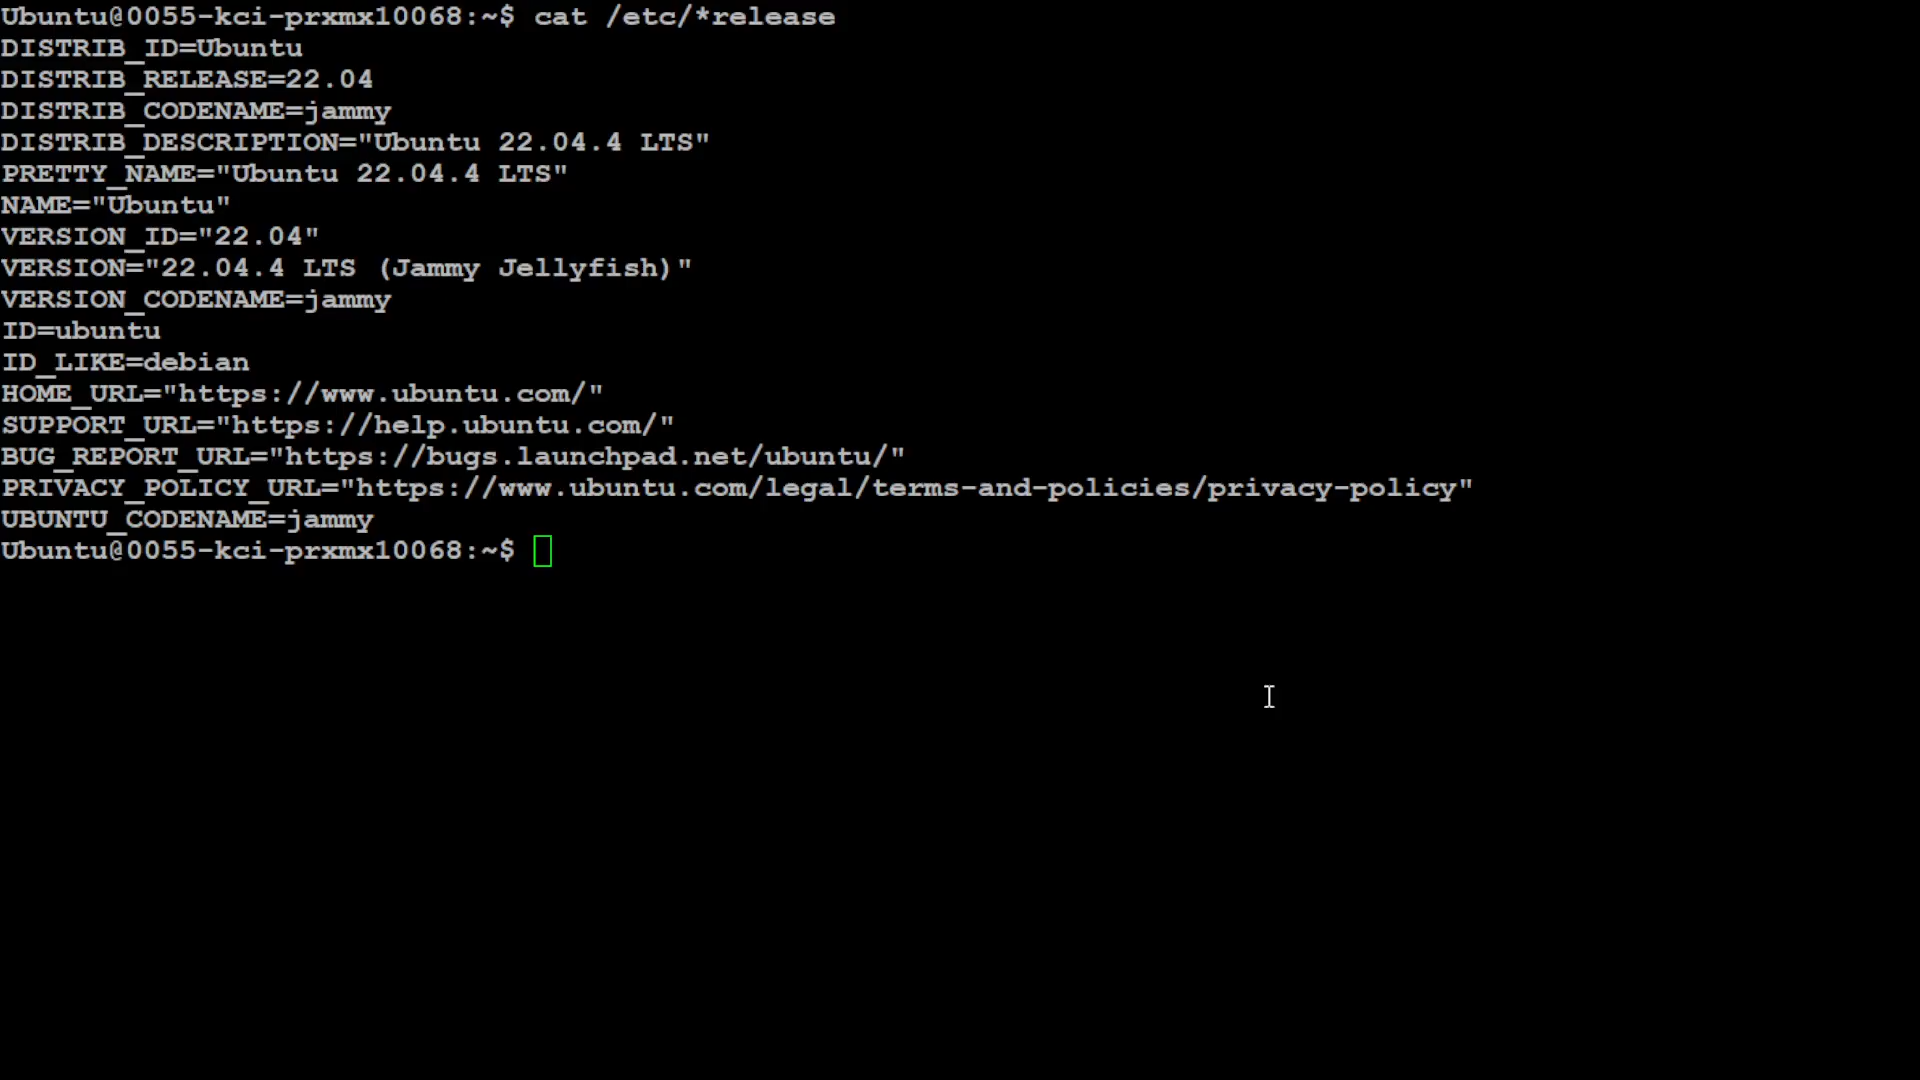 Ubuntu@0055-kci-prxmx10068:~$ cat /etc/*release
DISTRIB_ID=Ubuntu
DISTRIB_RELEASE=22.04
DISTRIB_CODENAME=jammy
DISTRIB_DESCRIPTION="Ubuntu 22.04.4 LTS"
PRETTY_NAME="Ubuntu 22.04.4 LTS"
NAME="Ubuntu"
VERSION_ID="22.04"
VERSION="22.04.4 LTS (Jammy Jellyfish)"
VERSION_CODENAME=jammy
ID=ubuntu
ID_LIKE=debian
HOME_URL="https://www.ubuntu.com/"
SUPPORT_URL="https://help.ubuntu.com/"
BUG_REPORT_URL="https://bugs.launchpad.net/ubuntu/"
PRIVACY_POLICY_URL="https://www.ubuntu.com/legal/terms-and-policies/privacy-policy"
UBUNTU_CODENAME=jammy
Ubuntu@0055-kci-prxmx10068:~$